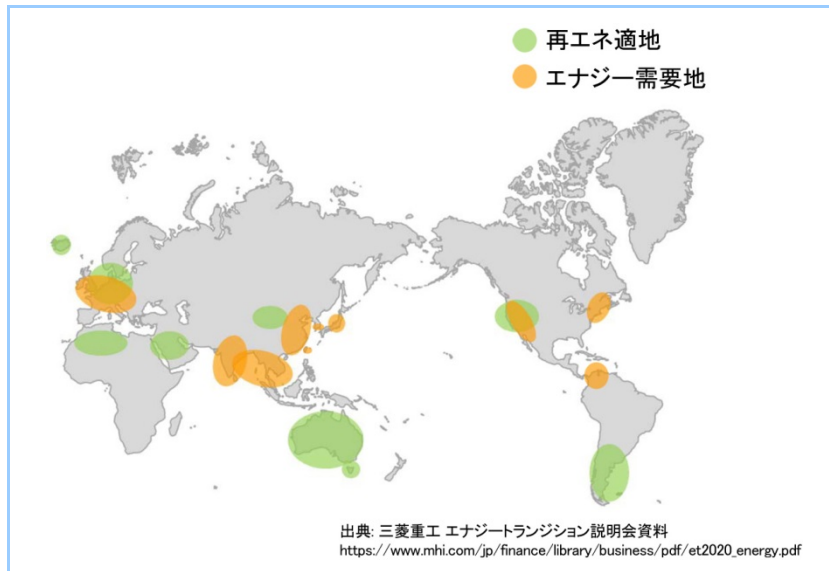 再エネ適地
エナジー需要地
出典: 三菱重工 エナジートランジション説明会資料
https://www.mhi.com/jp/finance/library/business/pdf/et2020_energy.pdf